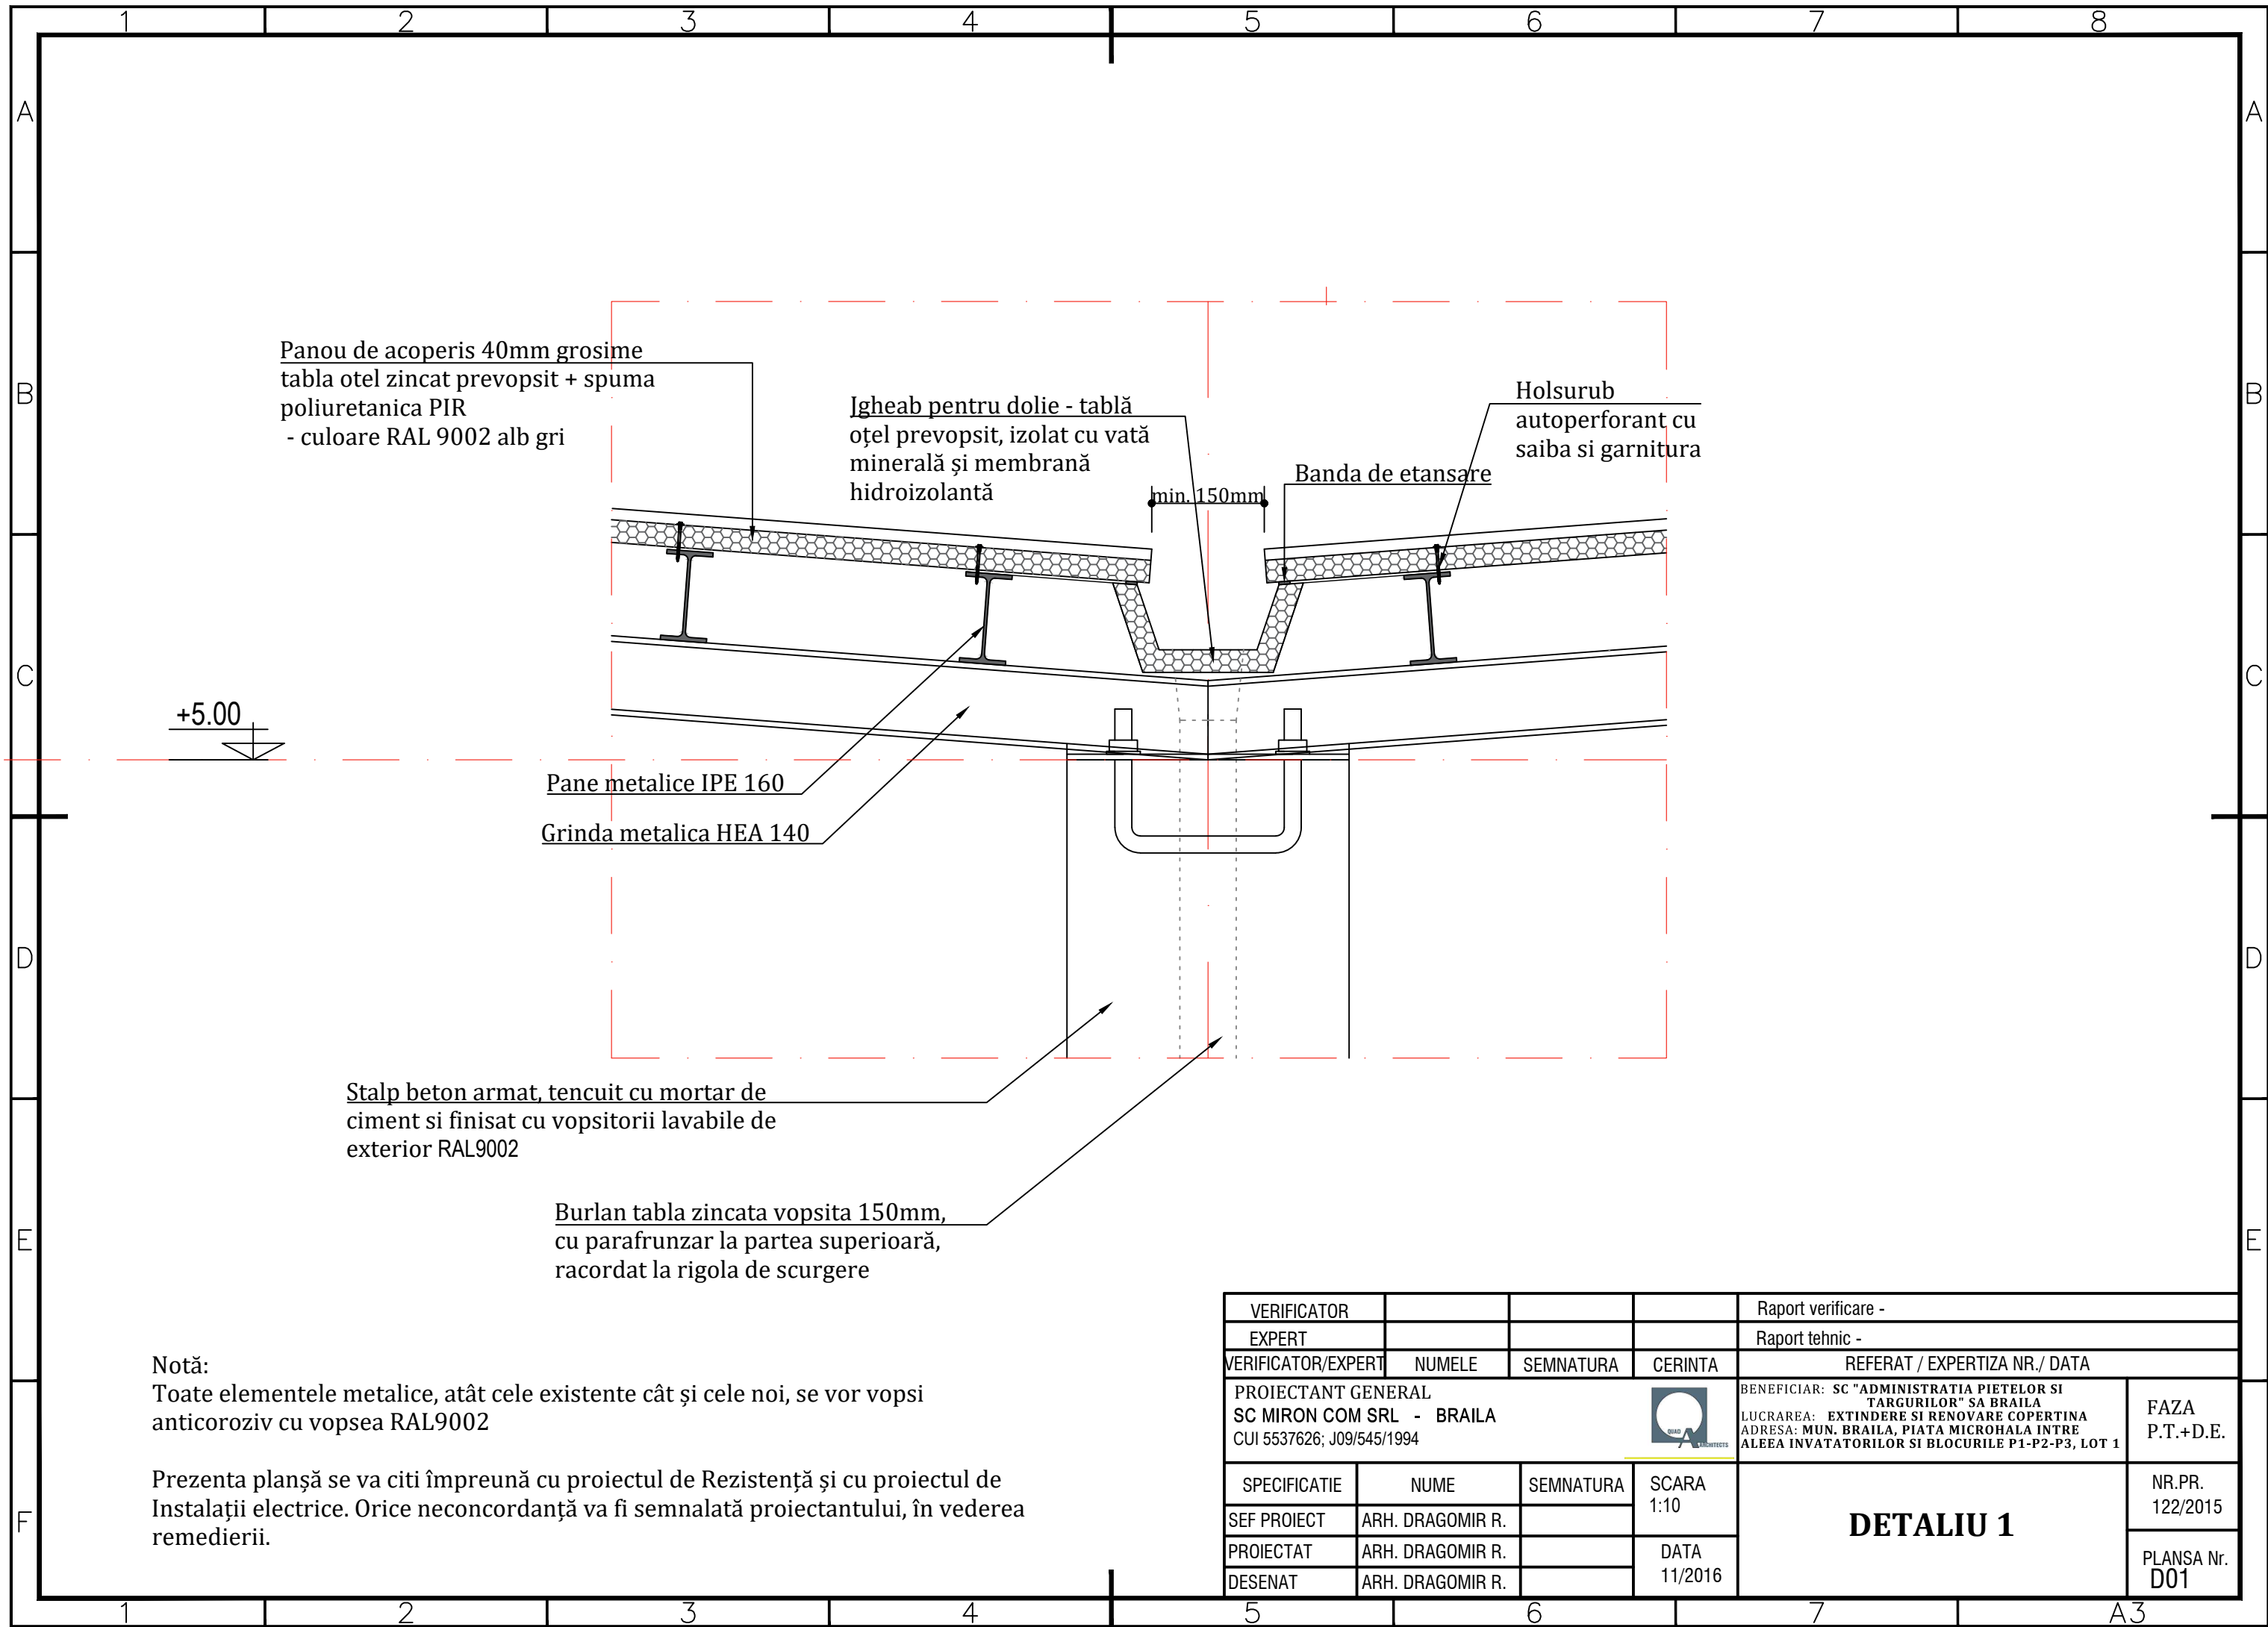 1 2 3 4 5 6 7 8
A A
B B
C C
D D
E E
F
Panou de acoperis 40mm grosime
tabla otel zincat prevopsit + spuma
poliuretanica PIR
- culoare RAL 9002 alb gri
Jgheab pentru dolie - tablă
oțel prevopsit, izolat cu vată
minerală și membrană
hidroizolantă
min. 150mm
Banda de etansare
Holsurub
autoperforant cu
saiba si garnitura
+5.00
Pane metalice IPE 160
Grinda metalica HEA 140
Stalp beton armat, tencuit cu mortar de
ciment si finisat cu vopsitorii lavabile de
exterior RAL9002
Burlan tabla zincata vopsita 150mm,
cu parafrunzar la partea superioară,
racordat la rigola de scurgere
Notă:
Toate elementele metalice, atât cele existente cât și cele noi, se vor vopsi
anticoroziv cu vopsea RAL9002
Prezenta planșă se va citi împreună cu proiectul de Rezistență și cu proiectul de
Instalații electrice. Orice neconcordanță va fi semnalată proiectantului, în vederea
remedierii.
VERIFICATOR Raport verificare -
EXPERT Raport tehnic -
VERIFICATOR/EXPERT NUMELE SEMNATURA CERINTA REFERAT / EXPERTIZA NR./ DATA
PROIECTANT GENERAL
SC MIRON COM SRL - BRAILA
CUI 5537626; J09/545/1994
QUAD ARCHITECTS
BENEFICIAR: SC "ADMINISTRATIA PIETELOR SI
TARGURILOR" SA BRAILA
LUCRAREA: EXTINDERE SI RENOVARE COPERTINA
ADRESA: MUN. BRAILA, PIATA MICROHALA INTRE
ALEEA INVATATORILOR SI BLOCURILE P1-P2-P3, LOT 1
FAZA
P.T.+D.E.
SPECIFICATIE NUME SEMNATURA SCARA
1:10
SEF PROIECT ARH. DRAGOMIR R.
PROIECTAT ARH. DRAGOMIR R.
DESENAT ARH. DRAGOMIR R.
DATA
11/2016
DETALIU 1
NR.PR.
122/2015
PLANSA Nr.
D01
1 2 3 4 5 6 7 A3